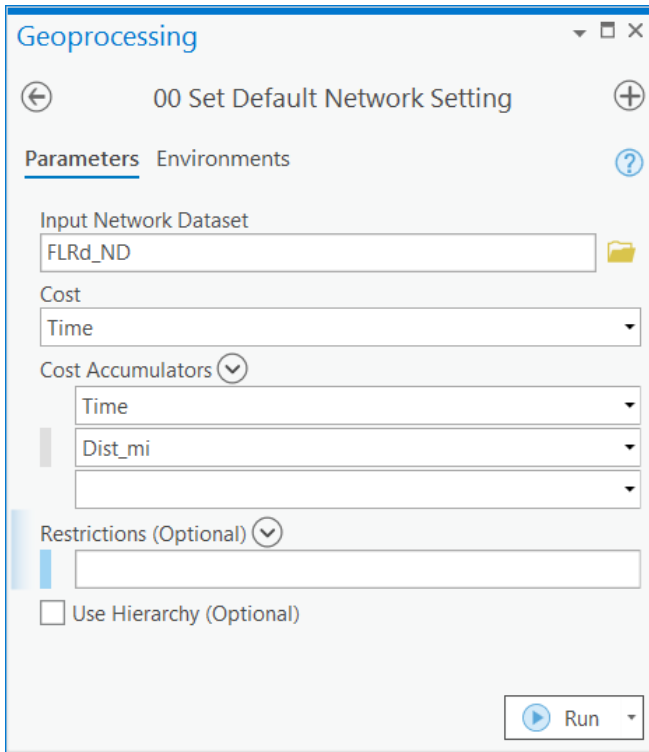 Geoprocessing
00 Set Default Network Setting
Parameters Environments
Input Network Dataset
FLRd_ND
Cost
Time
Cost Accumulators
Time
Dist_mi
Restrictions (Optional)
Use Hierarchy (Optional)
Run